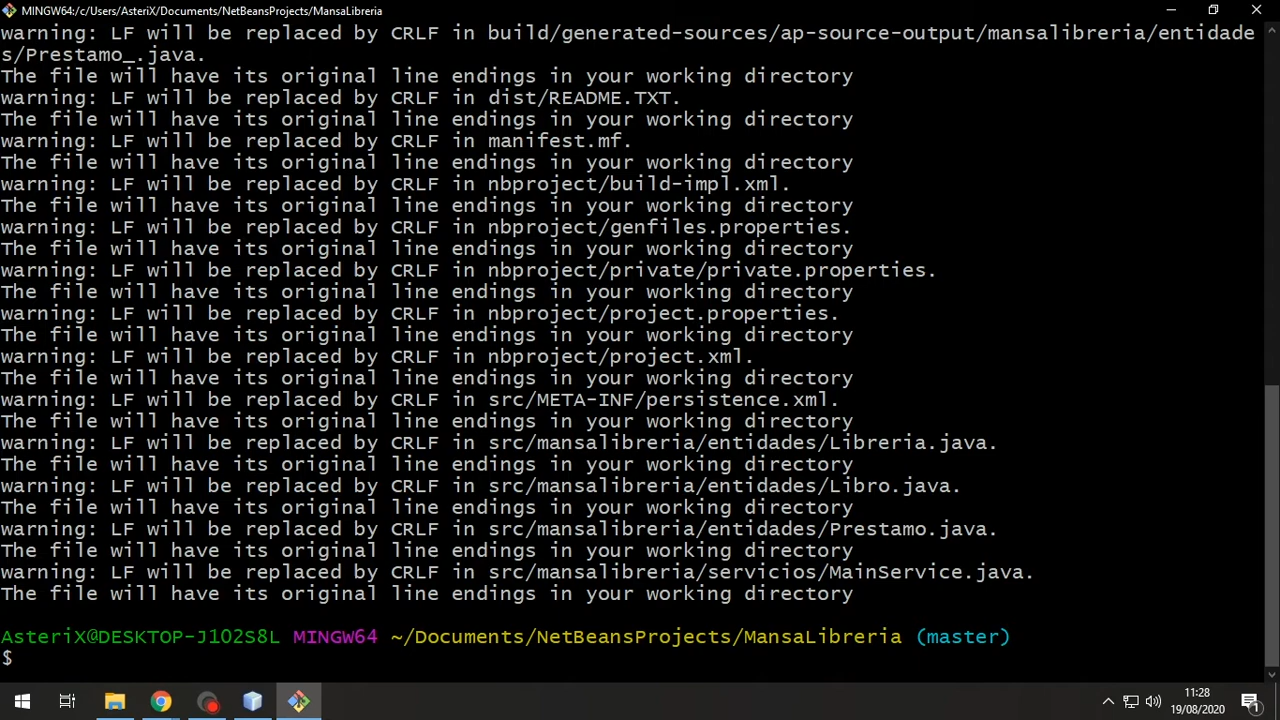 MINGW64:/c/Users/AsteriX/Documents/NetBeansProjects/MansaLibreria
warning: LF will be replaced by CRLF in build/generated-sources/ap-source-output/mansalibreria/entidade
s/Prestamo_.java.
The file will have its original line endings in your working directory
warning: LF will be replaced by CRLF in dist/README.TXT.
The file will have its original line endings in your working directory
warning: LF will be replaced by CRLF in manifest.mf.
The file will have its original line endings in your working directory
warning: LF will be replaced by CRLF in nbproject/build-impl.xml.
The file will have its original line endings in your working directory
warning: LF will be replaced by CRLF in nbproject/genfiles.properties.
The file will have its original line endings in your working directory
warning: LF will be replaced by CRLF in nbproject/private/private.properties.
The file will have its original line endings in your working directory
warning: LF will be replaced by CRLF in nbproject/project.properties.
The file will have its original line endings in your working directory
warning: LF will be replaced by CRLF in nbproject/project.xml.
The file will have its original line endings in your working directory
warning: LF will be replaced by CRLF in src/META-INF/persistence.xml.
The file will have its original line endings in your working directory
warning: LF will be replaced by CRLF in src/mansalibreria/entidades/Libreria.java.
The file will have its original line endings in your working directory
warning: LF will be replaced by CRLF in src/mansalibreria/entidades/Libro.java.
The file will have its original line endings in your working directory
warning: LF will be replaced by CRLF in src/mansalibreria/entidades/Prestamo.java.
The file will have its original line endings in your working directory
warning: LF will be replaced by CRLF in src/mansalibreria/servicios/MainService.java.
The file will have its original line endings in your working directory
AsteriX@DESKTOP-J1O2S8L MINGW64 ~/Documents/NetBeansProjects/MansaLibreria (master)
$
11:28
19/08/2020
1